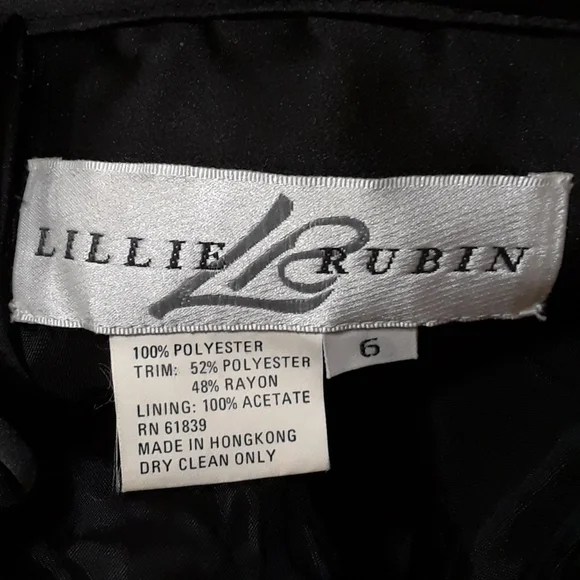 LILLIE LR RUBIN
6
100% POLYESTER
TRIM: 52% POLYESTER
48% RAYON
LINING: 100% ACETATE
RN 61839
MADE IN HONGKONG
DRY CLEAN ONLY